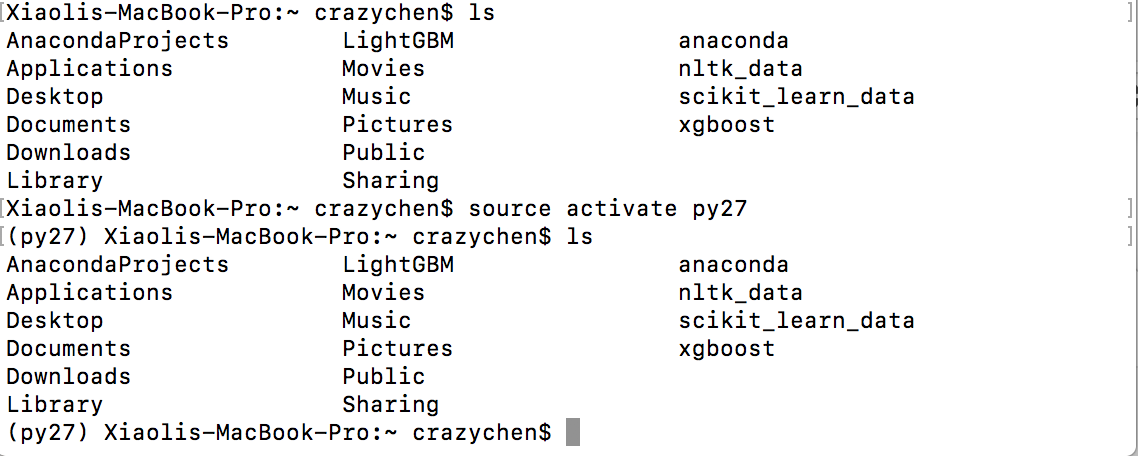 [Xiaolis-MacBook-Pro:~ crazychen$ ls ]
AnacondaProjects LightGBM anaconda
Applications Movies nltk_data
Desktop Music scikit_learn_data
Documents Pictures xgboost
Downloads Public
Library Sharing
[Xiaolis-MacBook-Pro:~ crazychen$ source activate py27 ]
[(py27) Xiaolis-MacBook-Pro:~ crazychen$ ls ]
AnacondaProjects LightGBM anaconda
Applications Movies nltk_data
Desktop Music scikit_learn_data
Documents Pictures xgboost
Downloads Public
Library Sharing
(py27) Xiaolis-MacBook-Pro:~ crazychen$